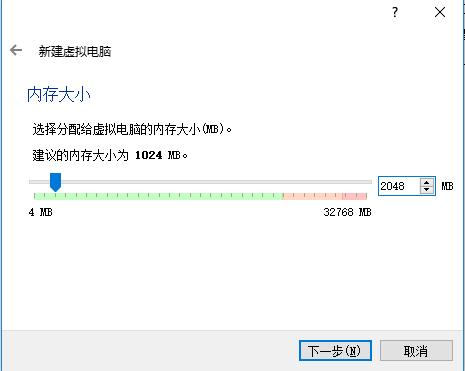 ?
新建虚拟电脑
内存大小
选择分配给虚拟电脑的内存大小(MB)。
建议的内存大小为 1024 MB。
2048 MB
4 MB 32768 MB
下一步(N) 取消